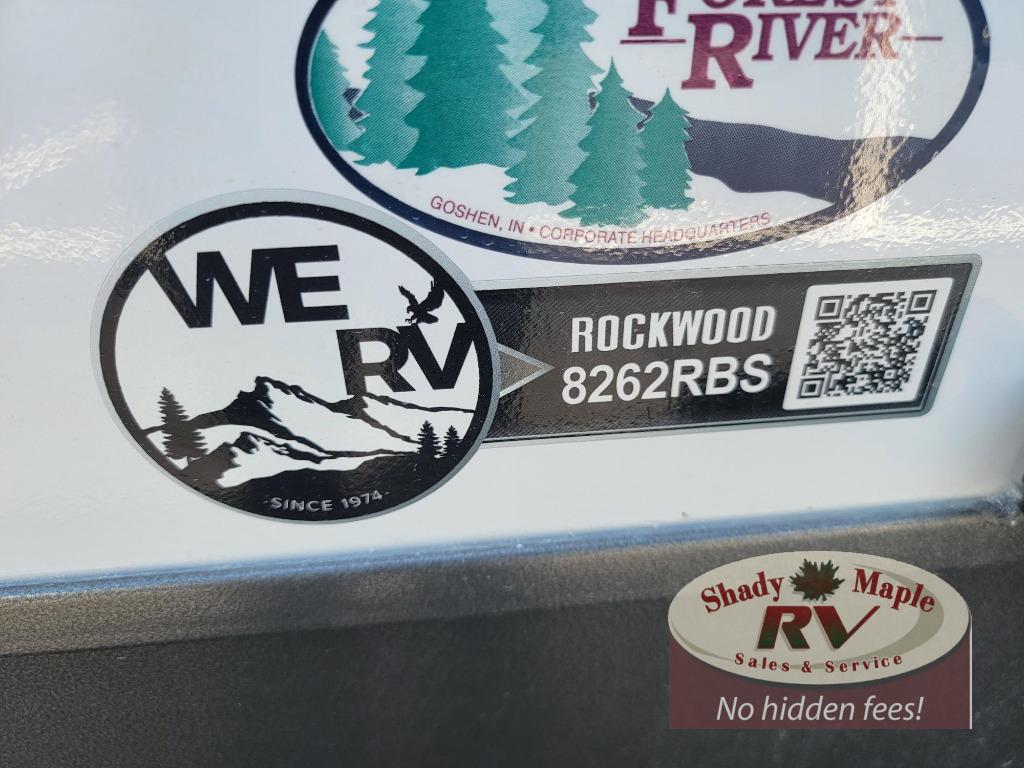 FOREST
RIVER
GOSHEN, IN • CORPORATE HEADQUARTERS
WE
RV
-SINCE 1974-
ROCKWOOD
8262RBS
Shady Maple
RV
Sales & Service
No hidden fees!